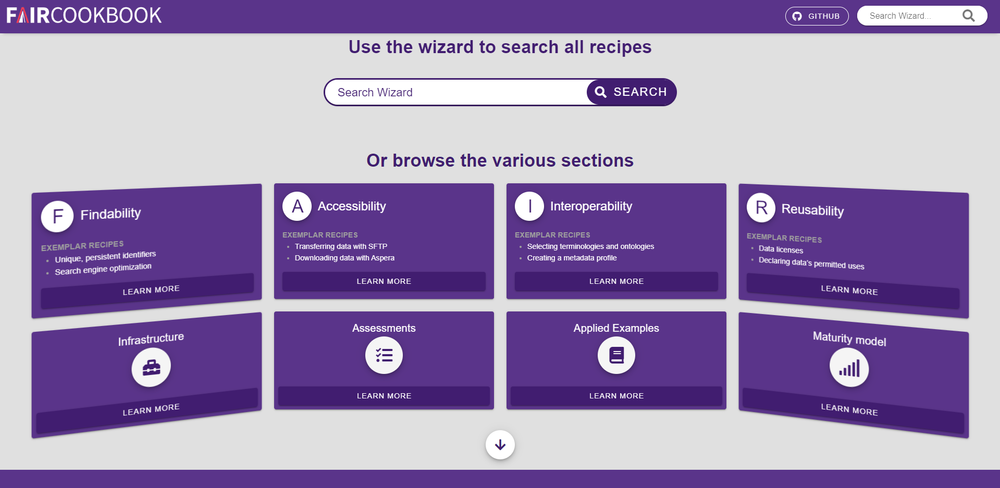 FAIRCOOKBOOK
GITHUB
Search Wizard...
Use the wizard to search all recipes
Search Wizard
SEARCH
Or browse the various sections
F
Findability
EXEMPLAR RECIPES
Unique, persistent identifiers
Search engine optimization
LEARN MORE
A
Accessibility
EXEMPLAR RECIPES
Transferring data with SFTP
Downloading data with Aspera
LEARN MORE
I
Interoperability
EXEMPLAR RECIPES
Selecting terminologies and ontologies
Creating a metadata profile
LEARN MORE
R
Reusability
EXEMPLAR RECIPES
Data licenses
Declaring data's permitted uses
LEARN MORE
Infrastructure
LEARN MORE
Assessments
LEARN MORE
Applied Examples
LEARN MORE
Maturity model
LEARN MORE